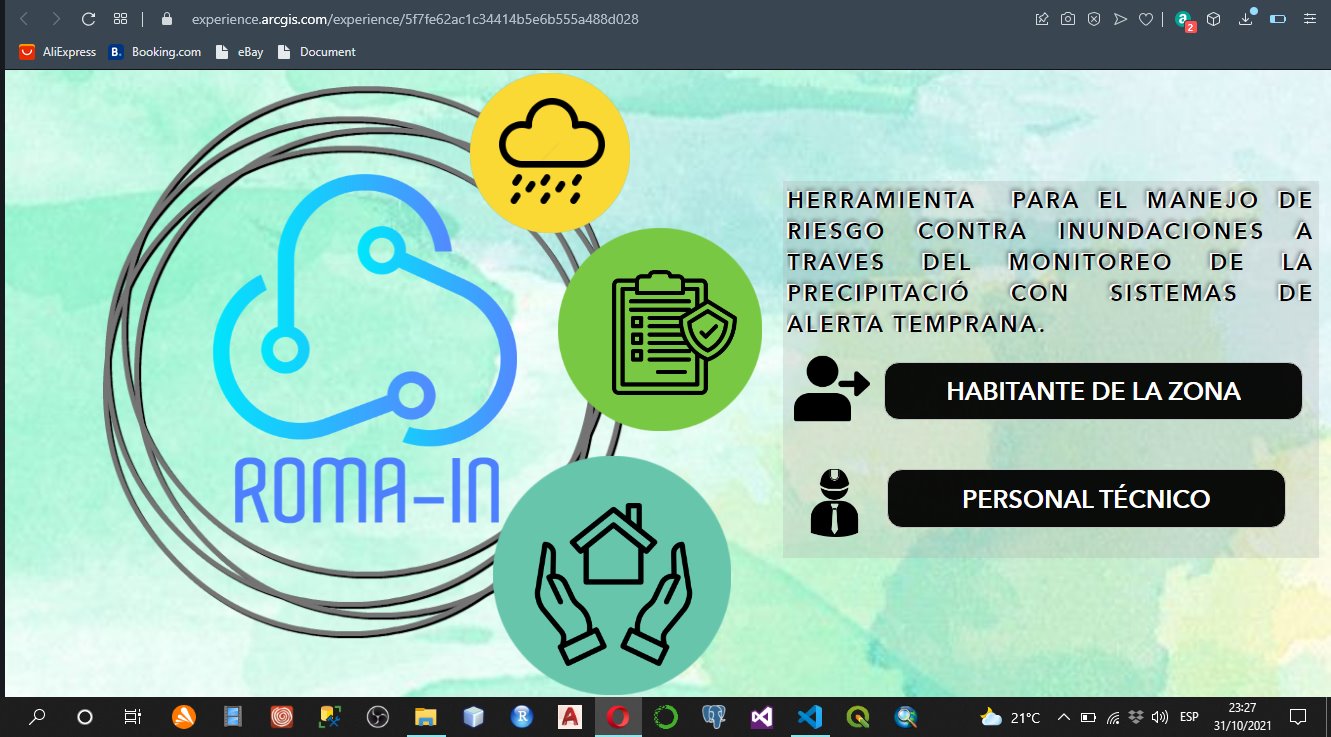 experience.arcgis.com/experience/5f7fe62ac1c34414b5e6b555a488d028
a
2
AliExpress
B. Booking.com
eBay
Document
HERRAMIENTA PARA EL MANEJO DE
RIESGO CONTRA INUNDACIONES A
TRAVES DEL MONITOREO DE LA
PRECIPITACIÓ CON SISTEMAS DE
ALERTA TEMPRANA.
HABITANTE DE LA ZONA
PERSONAL TÉCNICO
ROMA-IN
R
A
21°C
ESP
23:27
31/10/2021